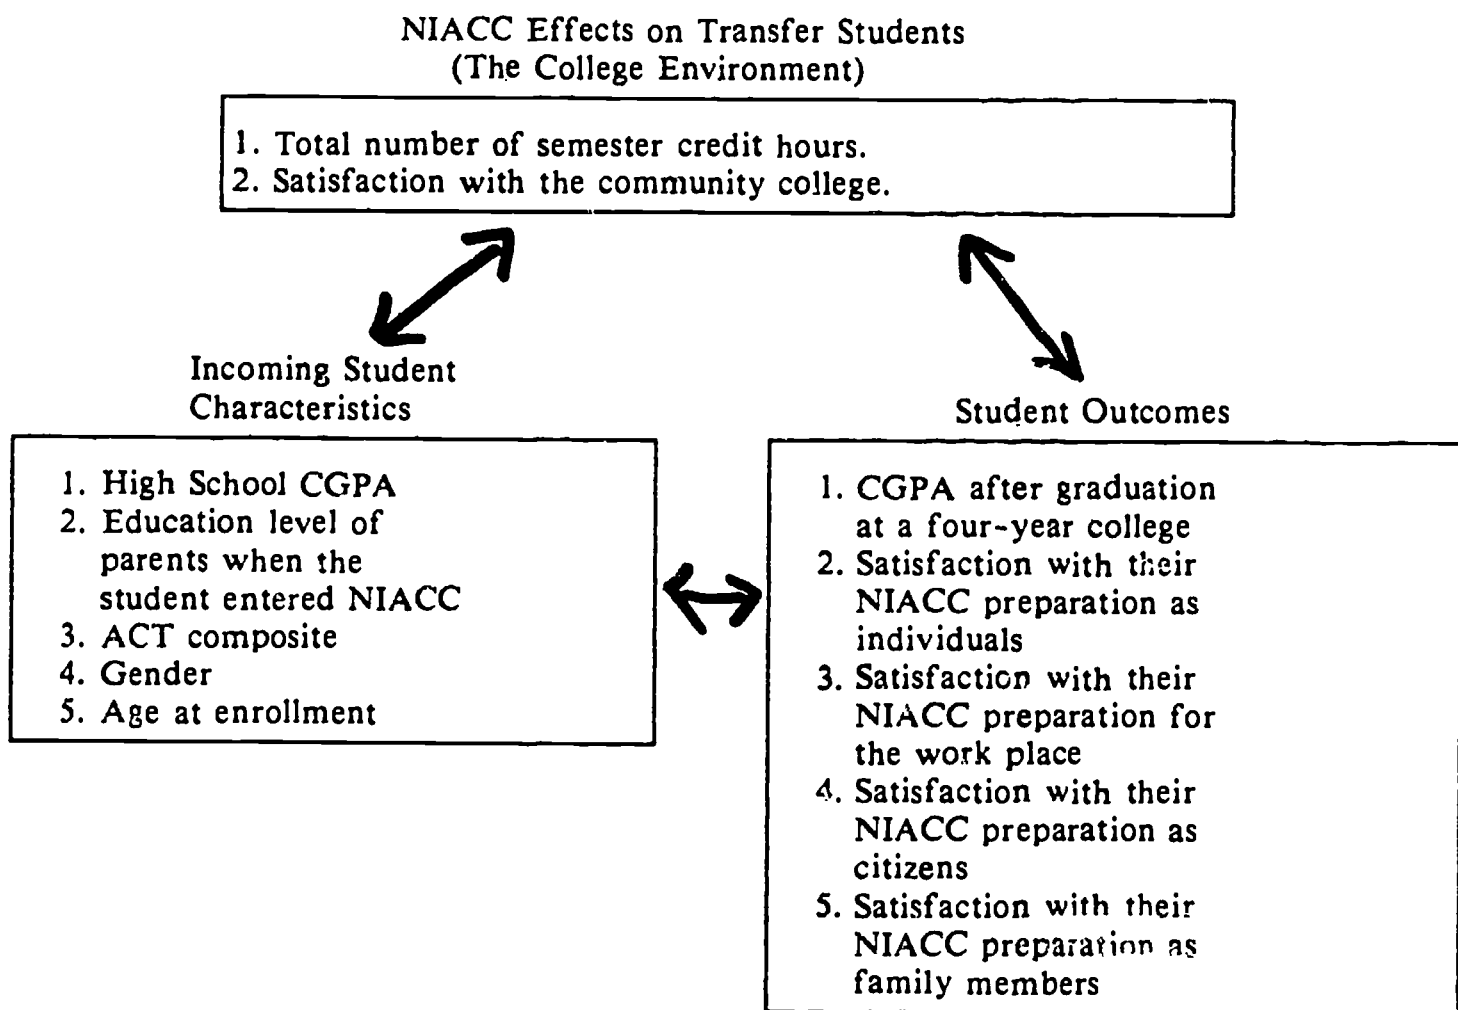 NIACC Effects on Transfer Students
(The College Environment)
1. Total number of semester credit hours.
2. Satisfaction with the community college.
Incoming Student
Characteristics
1. High School CGPA
2. Education level of
parents when the
student entered NIACC
3. ACT composite
4. Gender
5. Age at enrollment
Student Outcomes
1. CGPA after graduation
at a four-year college
2. Satisfaction with their
NIACC preparation as
individuals
3. Satisfaction with their
NIACC preparation for
the work place
4. Satisfaction with their
NIACC preparation as
citizens
5. Satisfaction with their
NIACC preparation as
family members